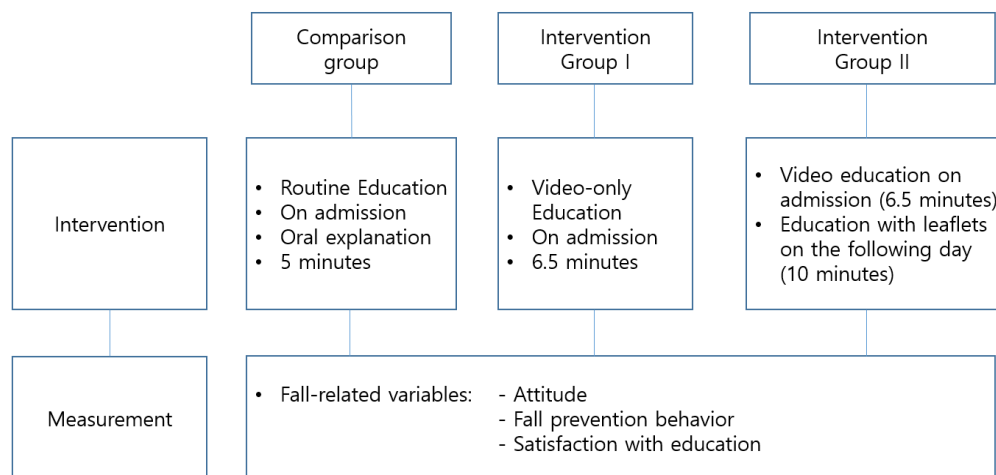 Comparison
group
Intervention
Group I
Intervention
Group II
Intervention
• Routine Education
• On admission
• Oral explanation
• 5 minutes
• Video-only
Education
• On admission
• 6.5 minutes
• Video education on
admission (6.5 minutes)
• Education with leaflets
on the following day
(10 minutes)
Measurement
• Fall-related variables: - Attitude
- Fall prevention behavior
- Satisfaction with education